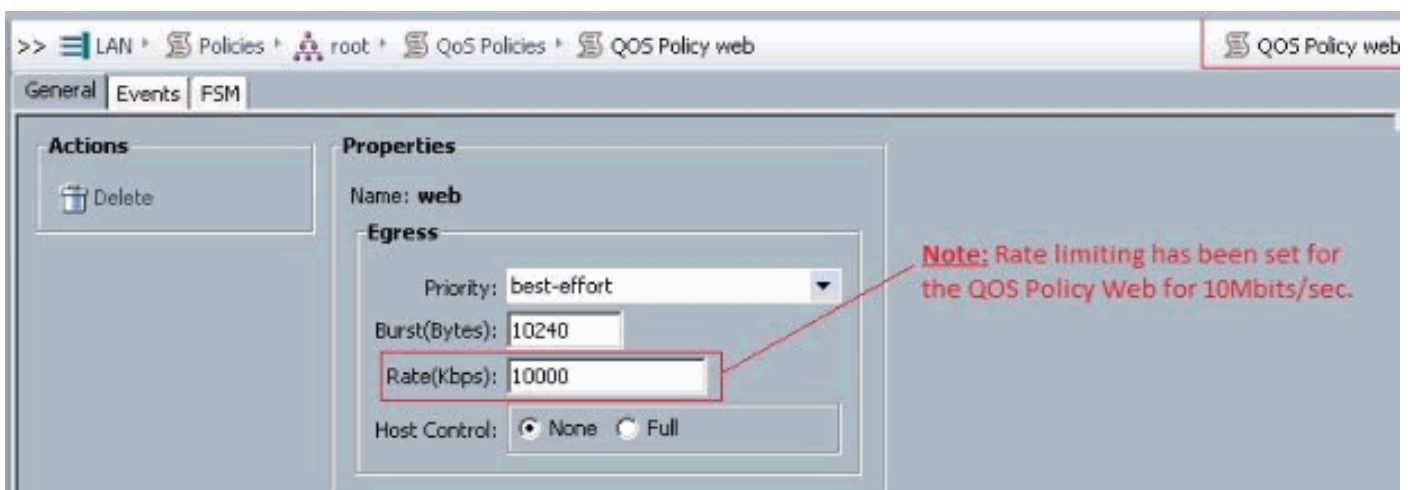 >> LAN ▸ Policies ▸ root ▸ QoS Policies ▸ QOS Policy web
QOS Policy web
General Events FSM
Actions
Delete
Properties
Name: web
Egress
Priority: best-effort
Burst(Bytes): 10240
Rate(Kbps): 10000
Host Control: None Full
Note: Rate limiting has been set for
the QOS Policy Web for 10Mbits/sec.